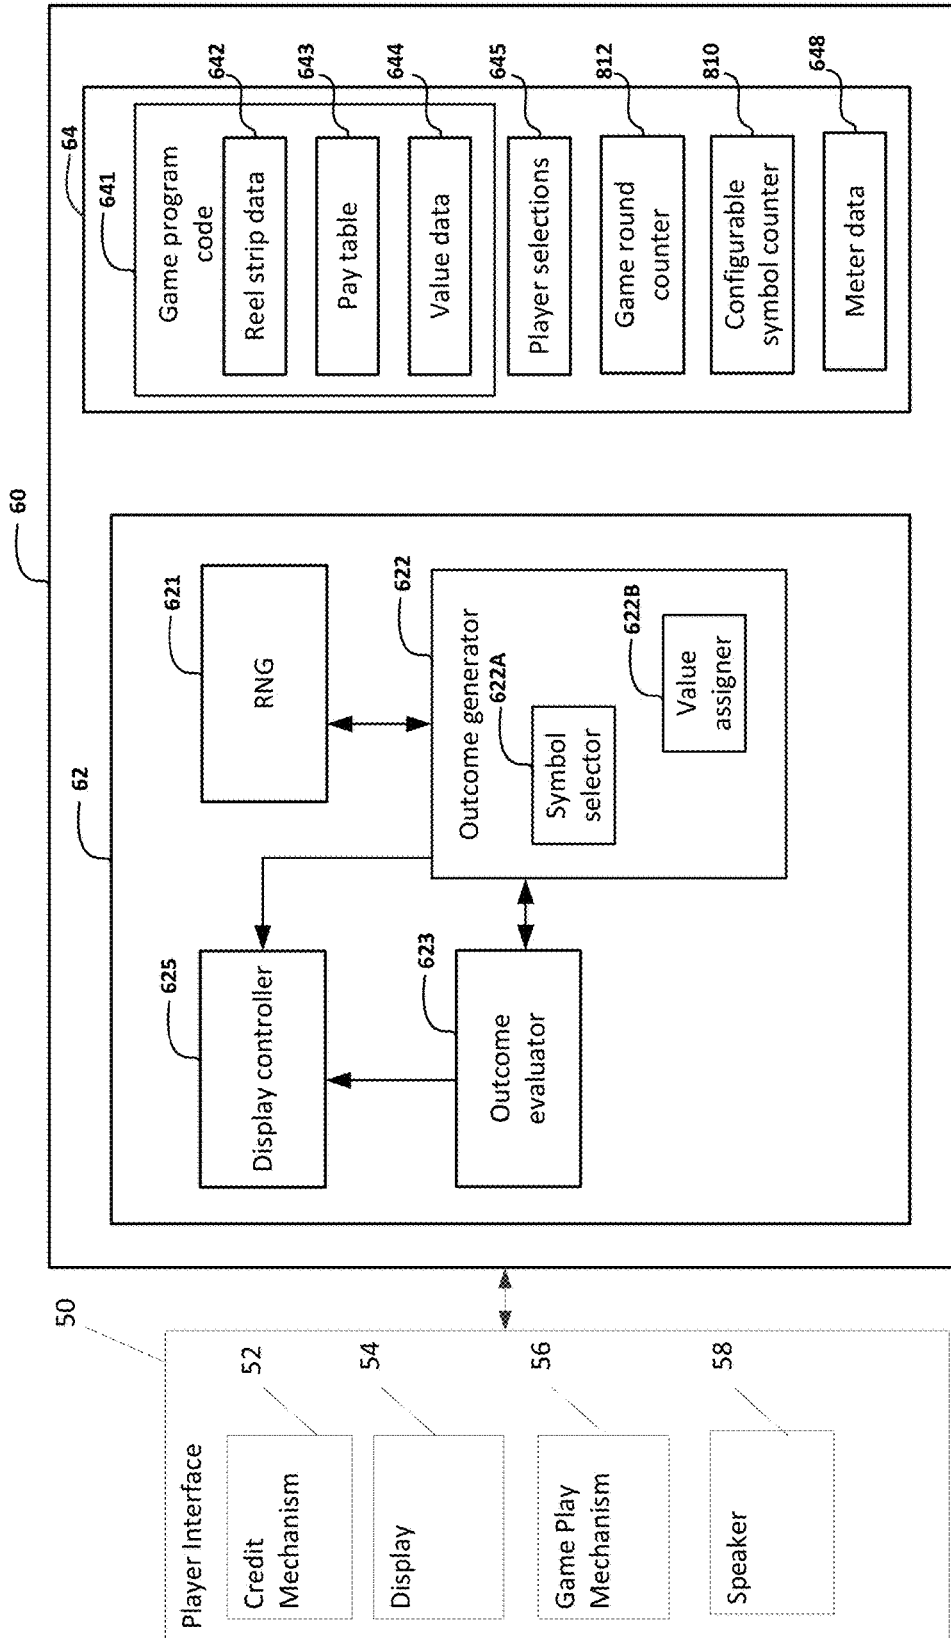 50
Player Interface
Credit
Mechanism
52
Display
54
Game Play
Mechanism
56
Speaker
58
60
62
Display controller
625
RNG
621
Outcome
evaluator
623
Outcome generator
622
Symbol
selector
622A
Value
assigner
622B
64
641
Game program
code
Reel strip data
642
Pay table
643
Value data
644
Player selections
645
Game round
counter
812
Configurable
symbol counter
810
Meter data
648